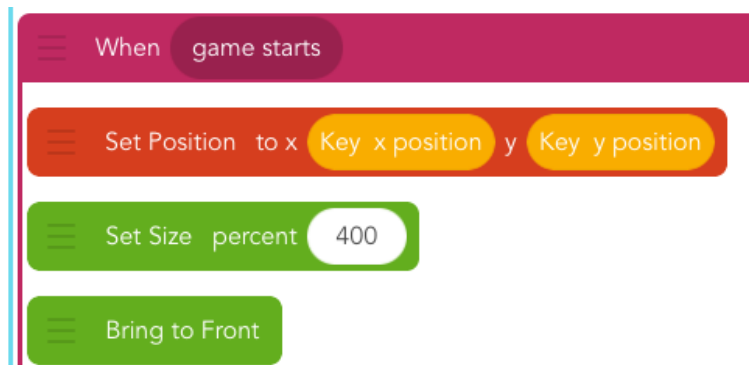 When game starts
Set Position to x Key x position y Key y position
Set Size percent 400
Bring to Front